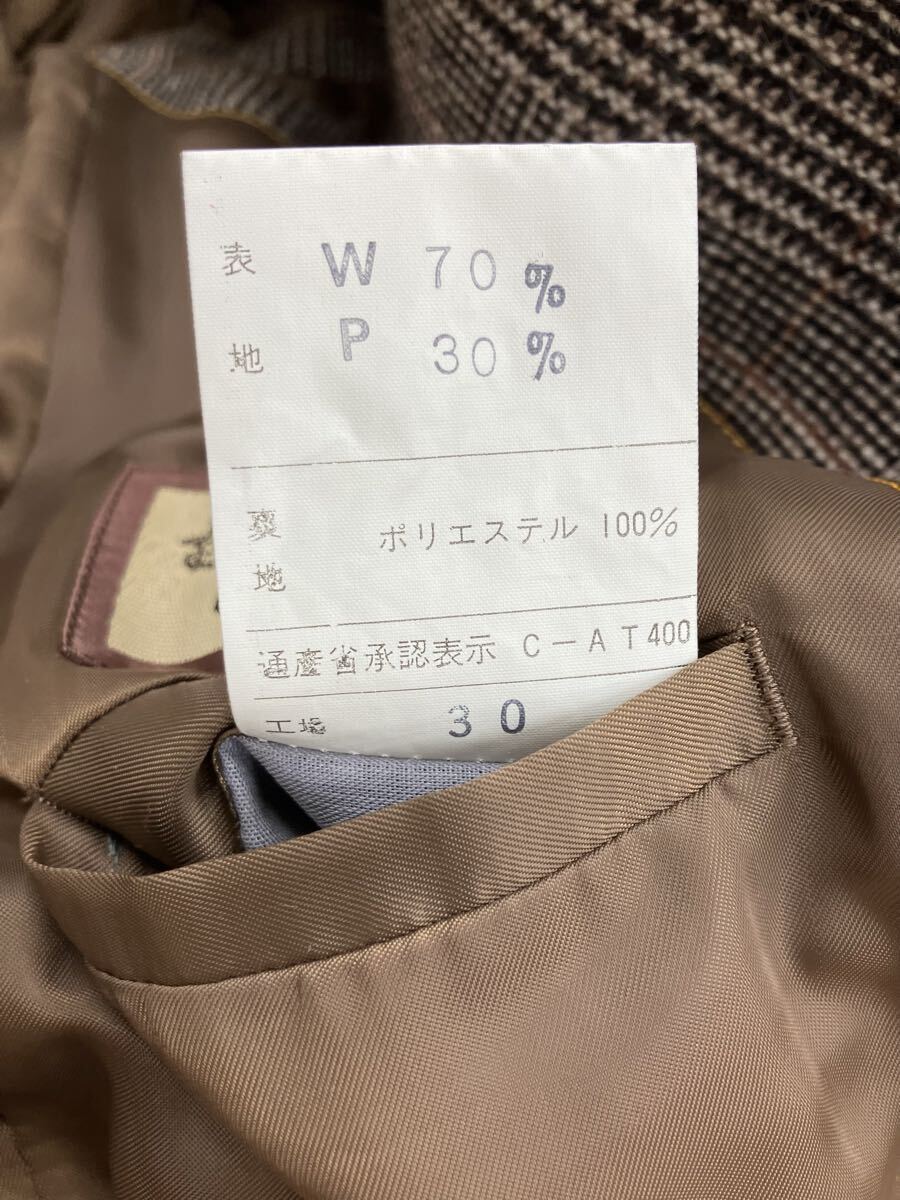 表 W 70%
地 P 30%
裏
地 ポリエステル 100%
通産省承認表示 C-AT400
工場 30